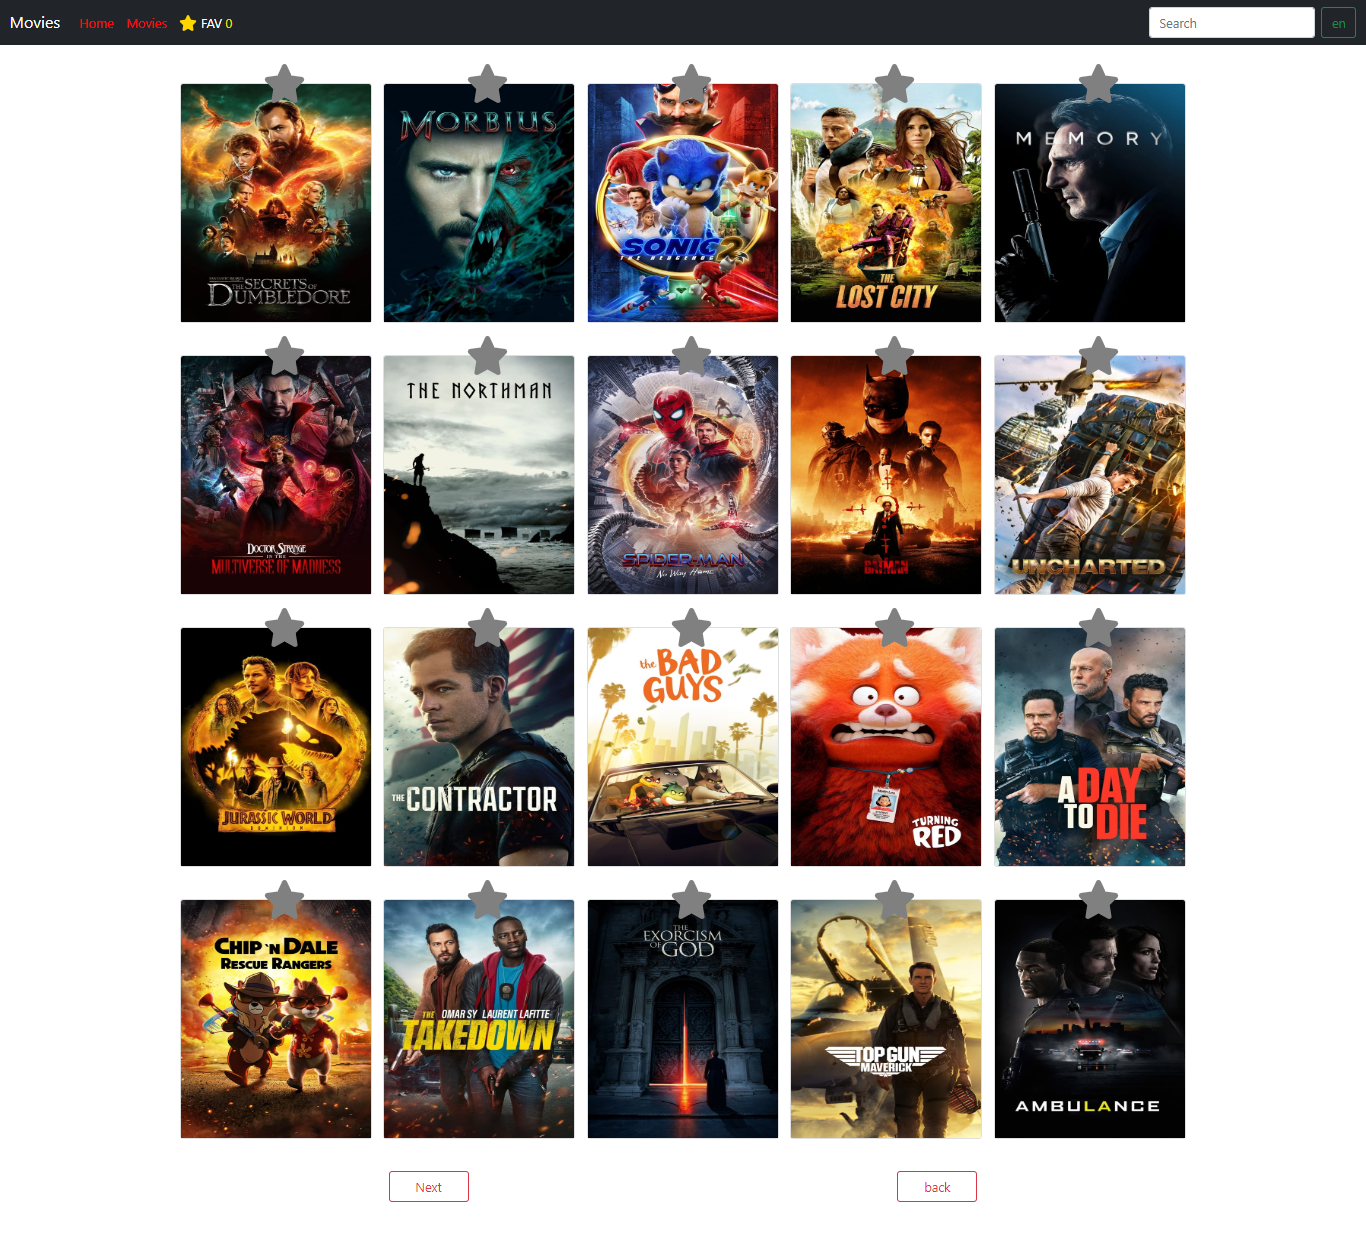 Movies Home Movies FAV 0 Search en
THE SECRETS OF
DUMBLEDORE
MORBIUS
SONIC 2
THE HEDGEHOG
THE
LOST CITY
MEMORY
DOCTOR STRANGE
IN THE
MULTIVERSE OF MADNESS
THE NORTHMAN
SPIDER-MAN
No Way Home
THE
BATMAN
UNCHARTED
JURASSIC WORLD
DOMINION
THE CONTRACTOR
the BAD
GUYS
TURNING
RED
A DAY
TO DIE
CHIP 'N DALE
RESCUE RANGERS
OMAR SY LAURENT LAFITTE
THE
TAKEDOWN
THE
EXORCISM
OF GOD
TOP GUN
MAVERICK
AMBULANCE
Next back